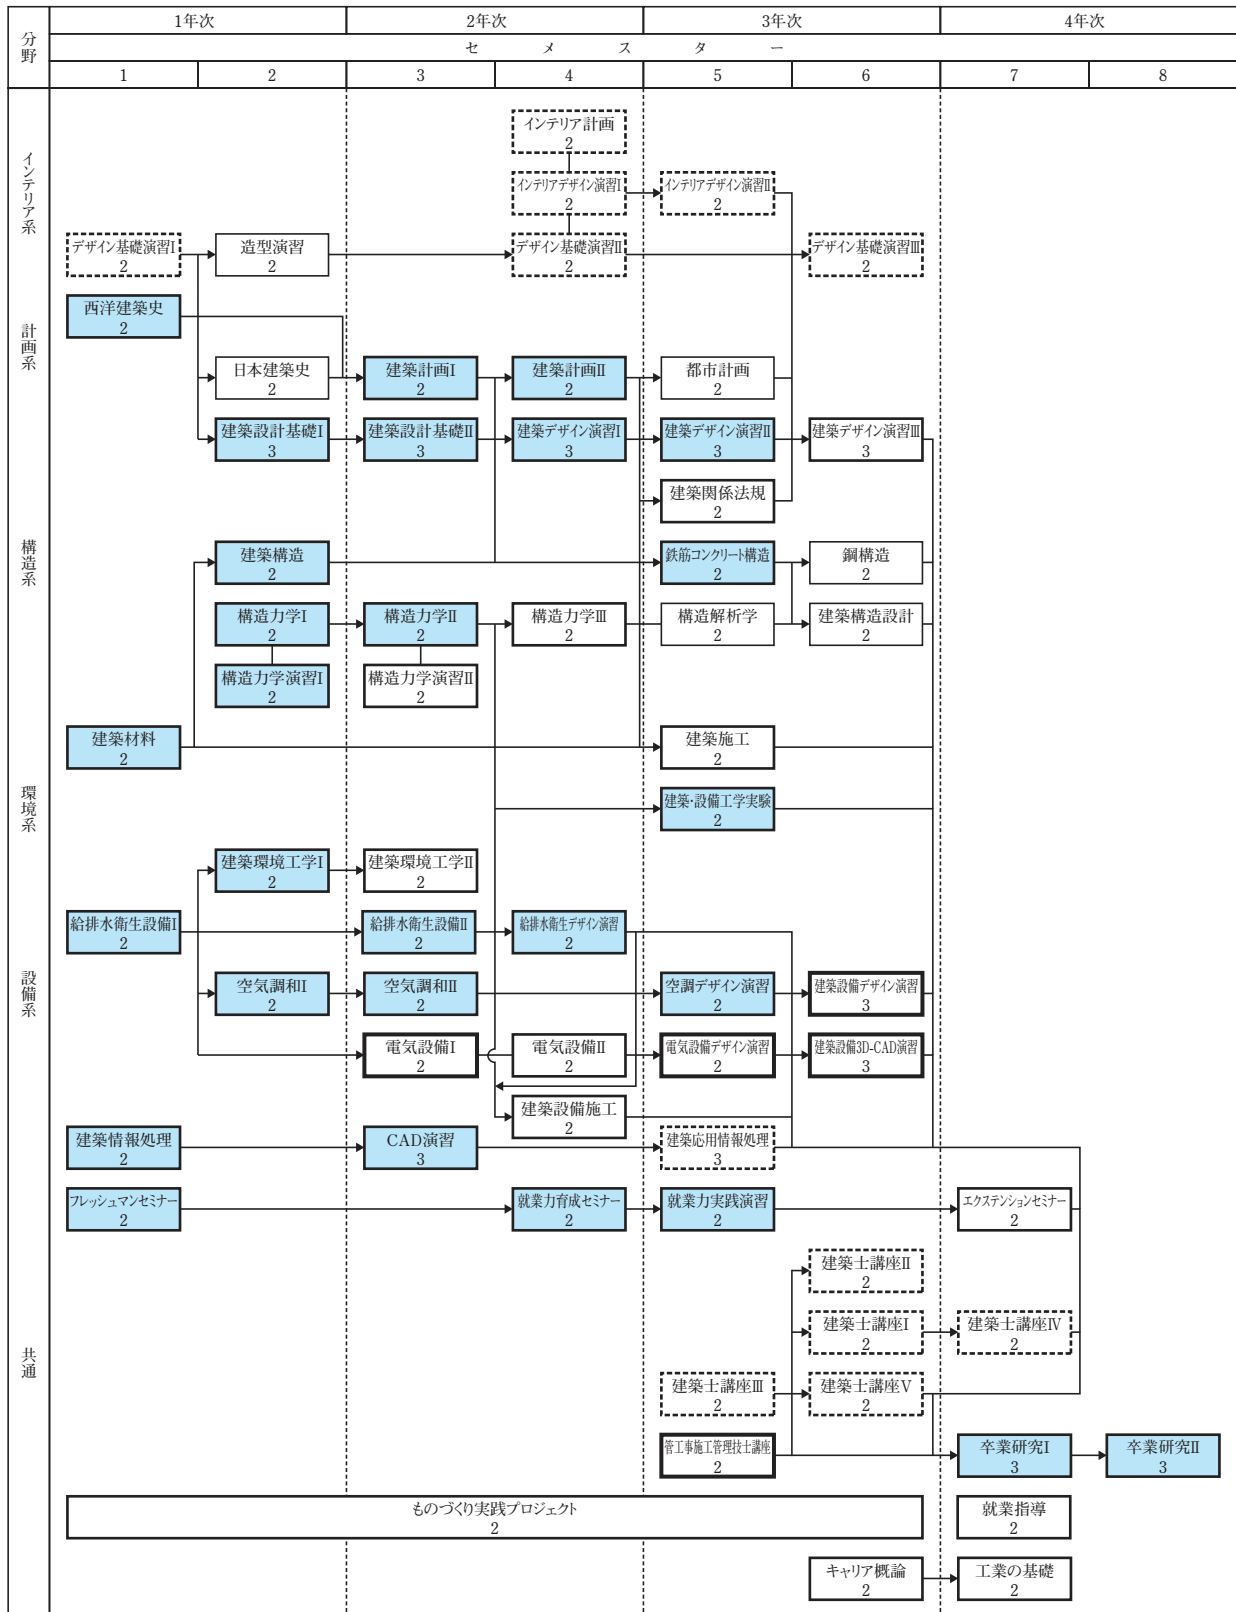 分野
1年次
2年次
3年次
4年次
セメスター
1
2
3
4
5
6
7
8
インテリア系
インテリア計画
2
インテリアデザイン演習Ⅰ
2
インテリアデザイン演習Ⅱ
2
デザイン基礎演習Ⅰ
2
造型演習
2
デザイン基礎演習Ⅱ
2
デザイン基礎演習Ⅲ
2
計画系
西洋建築史
2
日本建築史
2
建築計画Ⅰ
2
建築計画Ⅱ
2
都市計画
2
建築設計基礎Ⅰ
3
建築設計基礎Ⅱ
3
建築デザイン演習Ⅰ
3
建築デザイン演習Ⅱ
3
建築デザイン演習Ⅲ
3
建築関係法規
2
構造系
建築構造
2
鉄筋コンクリート構造
2
鋼構造
2
構造力学Ⅰ
2
構造力学Ⅱ
2
構造力学Ⅲ
2
構造解析学
2
建築構造設計
2
構造力学演習Ⅰ
2
構造力学演習Ⅱ
2
建築材料
2
建築施工
2
環境系
建築・設備工学実験
2
建築環境工学Ⅰ
2
建築環境工学Ⅱ
2
設備系
給排水衛生設備Ⅰ
2
給排水衛生設備Ⅱ
2
給排水衛生デザイン演習
2
空気調和Ⅰ
2
空気調和Ⅱ
2
空調デザイン演習
2
建築設備デザイン演習
3
電気設備Ⅰ
2
電気設備Ⅱ
2
電気設備デザイン演習
2
建築設備3D-CAD演習
3
建築設備施工
2
共通
建築情報処理
2
CAD演習
3
建築応用情報処理
3
フレッシュマンセミナー
2
就業力育成セミナー
2
就業力実践演習
2
エクステンションセミナー
2
建築士講座Ⅱ
2
建築士講座Ⅰ
2
建築士講座Ⅳ
2
建築士講座Ⅲ
2
建築士講座Ⅴ
2
管工事施工管理技士講座
2
卒業研究Ⅰ
3
卒業研究Ⅱ
3
ものづくり実践プロジェクト
2
就業指導
2
キャリア概論
2
工業の基礎
2